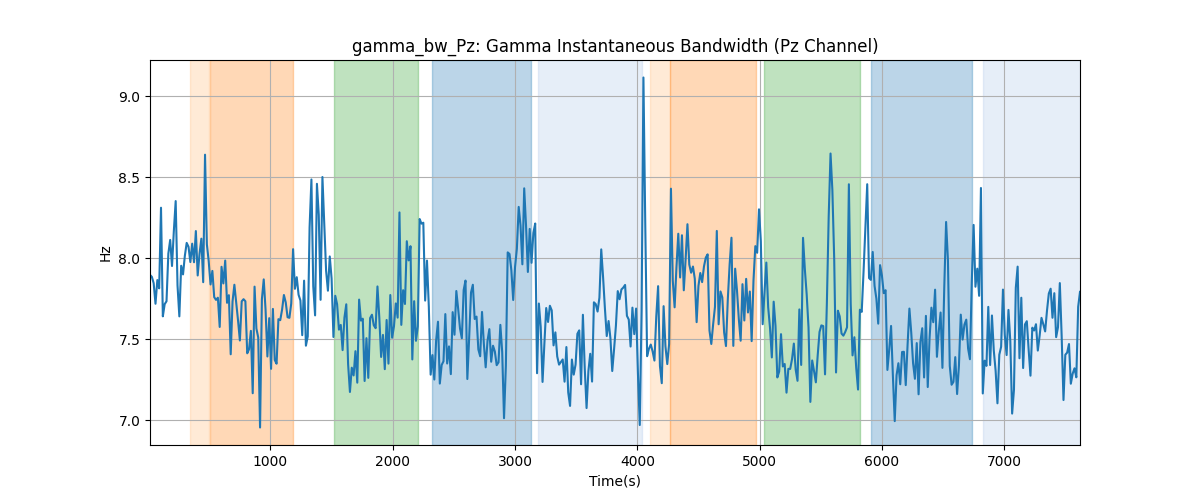 gamma_bw_Pz: Gamma Instantaneous Bandwidth (Pz Channel)
9.0
8.5
8.0
7.5
7.0
Hz
1000 2000 3000 4000 5000 6000 7000
Time(s)